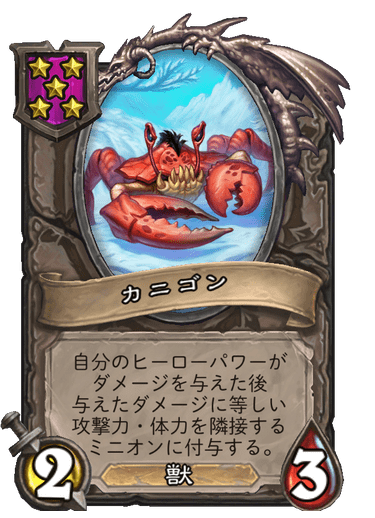 カニゴン
自分のヒーローパワーが
ダメージを与えた後
与えたダメージに等しい
攻撃力・体力を隣接する
ミニオンに付与する。
2
獣
3